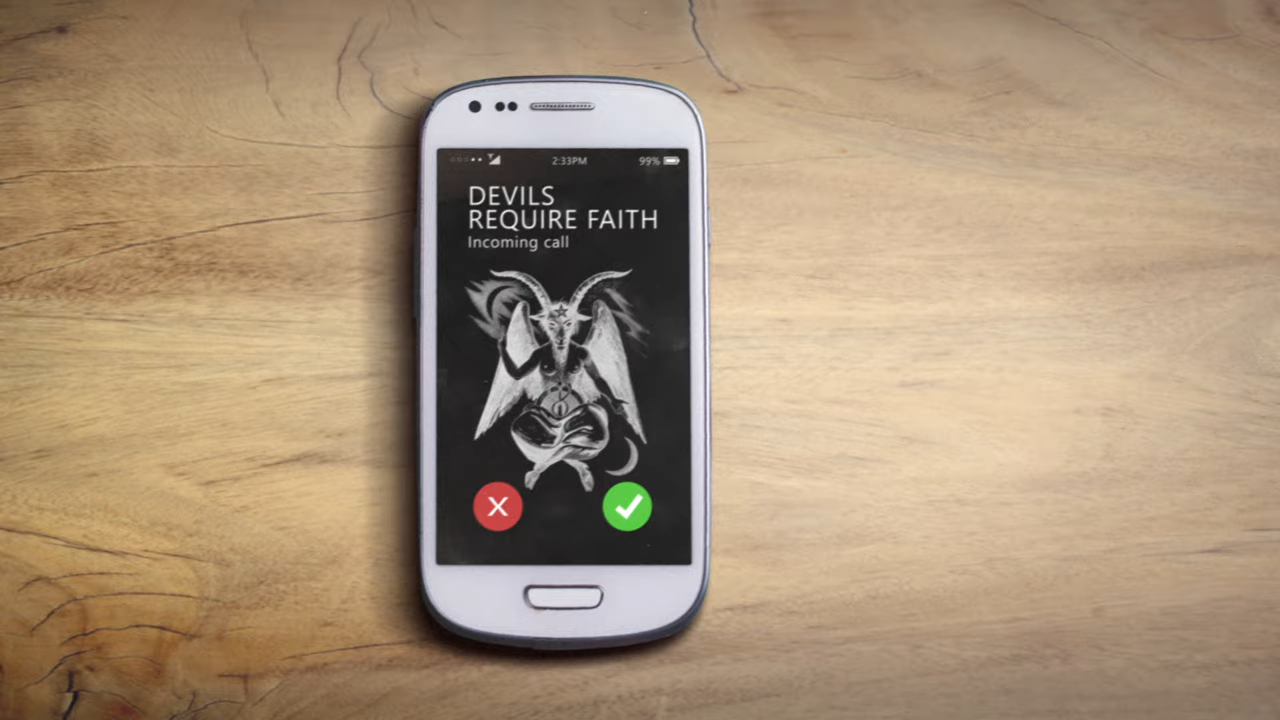 2:33PM
99%
DEVILS
REQUIRE FAITH
Incoming call